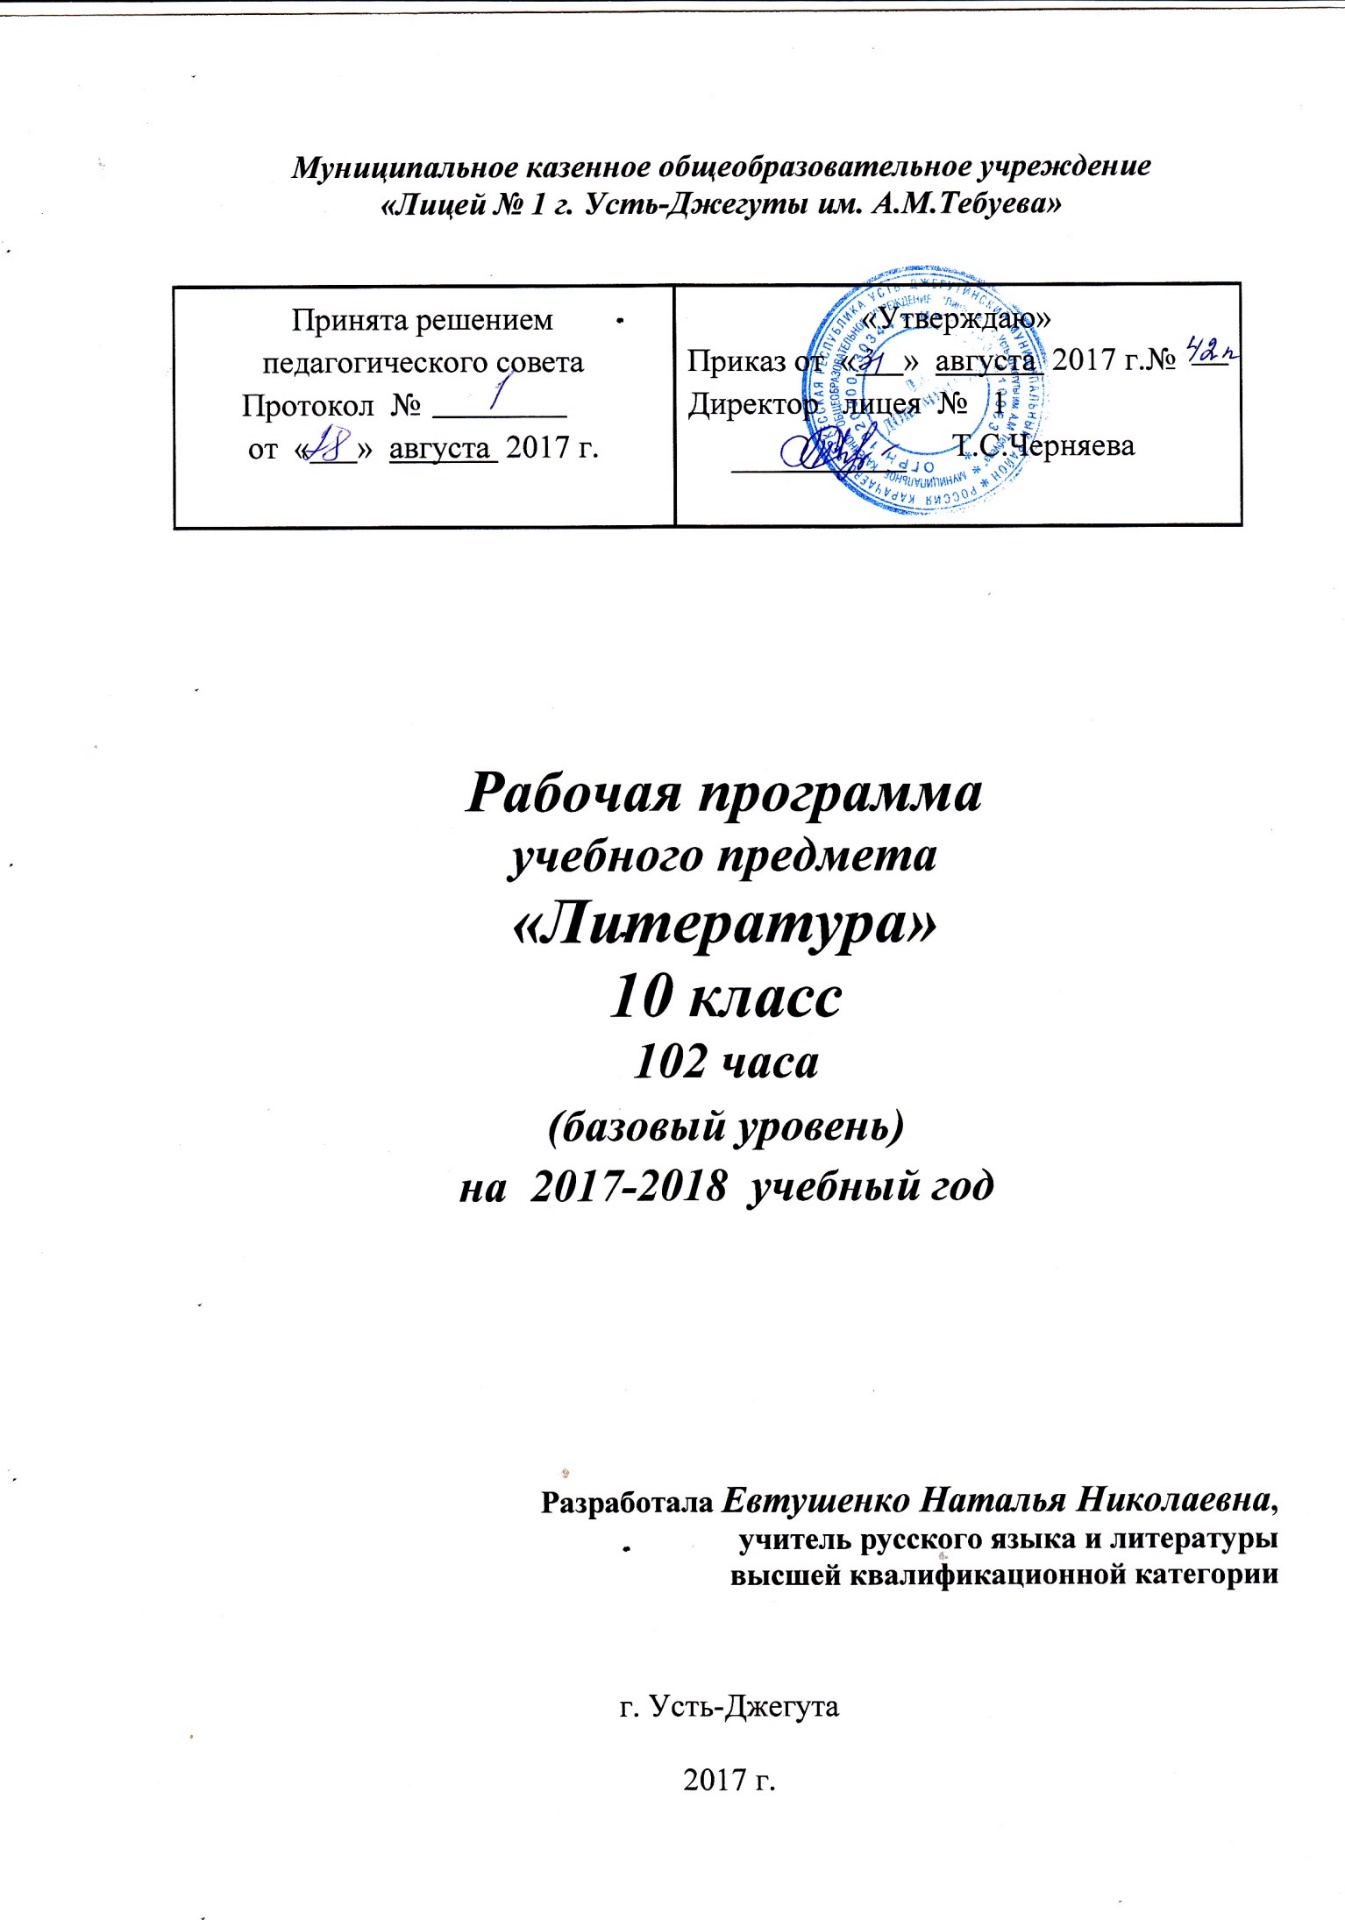 Муниципальное казенное общеобразовательное учреждение
«Лицей № 1 г. Усть-Джегуты им. А.М.Тебуева»
Принята решением
педагогического совета
Протокол № 1
от «28» августа 2017 г.
«Утверждаю»
Приказ от «31» августа 2017 г.№ 42п
Директор лицея № 1
Т.С.Черняева
Рабочая программа
учебного предмета
«Литература»
10 класс
102 часа
(базовый уровень)
на 2017-2018 учебный год
Разработала Евтушенко Наталья Николаевна,
учитель русского языка и литературы
высшей квалификационной категории
г. Усть-Джегута
2017 г.